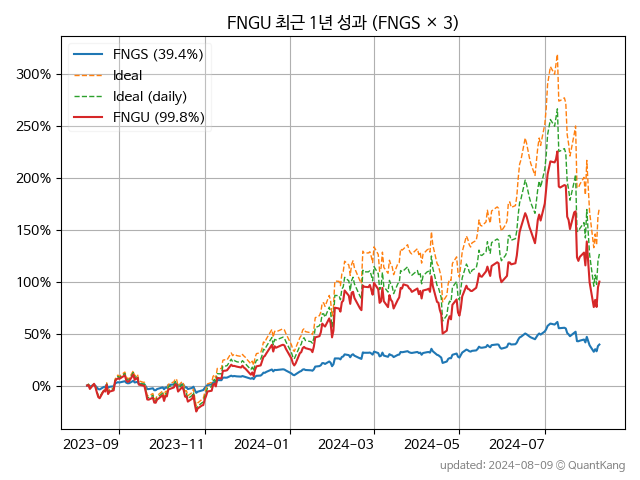 FNGU 최근 1년 성과 (FNGS × 3)
FNGS (39.4%)
Ideal
Ideal (daily)
FNGU (99.8%)
300%
250%
200%
150%
100%
50%
0%
2023-09 2023-11 2024-01 2024-03 2024-05 2024-07
updated: 2024-08-09 © QuantKang